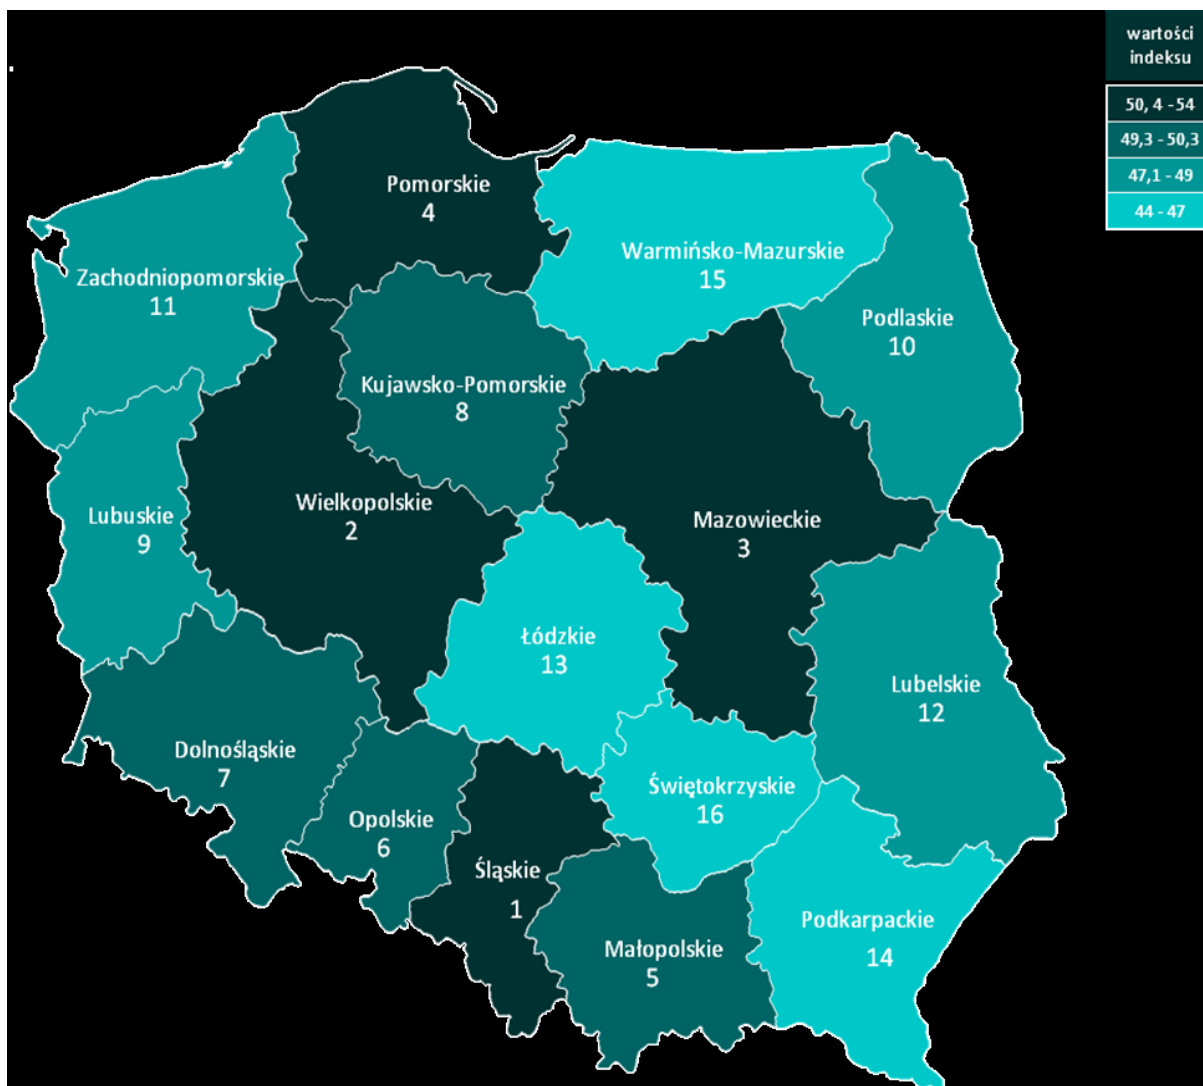 wartości
indeksu
50, 4 - 54
49,3 - 50,3
47,1 - 49
44 - 47
Pomorskie
4
Warmińsko-Mazurskie
15
Zachodniopomorskie
11
Podlaskie
10
Kujawsko-Pomorskie
8
Wielkopolskie
2
Lubuskie
9
Mazowieckie
3
Łódzkie
13
Lubelskie
12
Dolnośląskie
7
Świętokrzyskie
16
Opolskie
6
Śląskie
1
Podkarpackie
14
Małopolskie
5